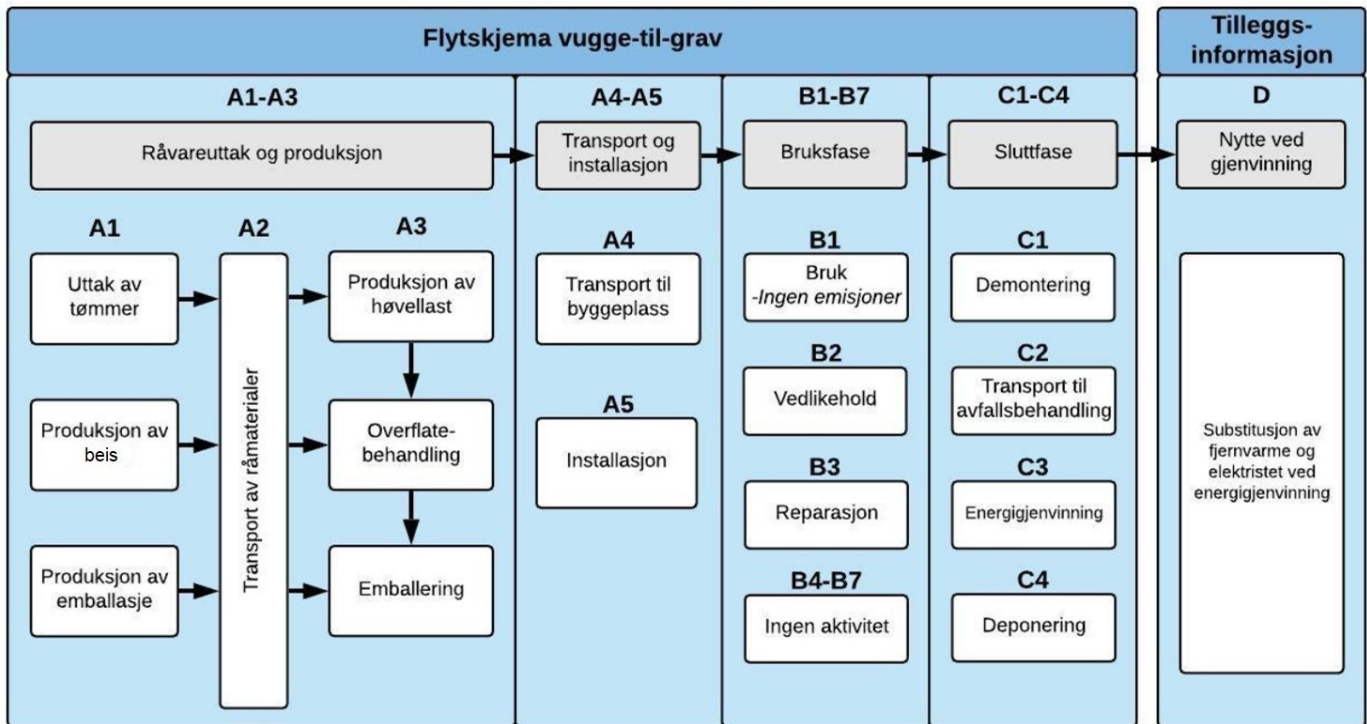 Flytskjema vugge-til-grav
Tilleggs-
informasjon
A1-A3
Råvareuttak og produksjon
A1
Uttak av
tømmer
Produksjon av
beis
Produksjon av
emballasje
A2
Transport av råmaterialer
A3
Produksjon av
høvellast
Overflate-
behandling
Emballering
A4-A5
Transport og
installasjon
A4
Transport til
byggeplass
A5
Installasjon
B1-B7
Bruksfase
B1
Bruk
-Ingen emisjoner
B2
Vedlikehold
B3
Reparasjon
B4-B7
Ingen aktivitet
C1-C4
Sluttfase
C1
Demontering
C2
Transport til
avfallsbehandling
C3
Energigjenvinning
C4
Deponering
D
Nytte ved
gjenvinning
Substitusjon av
fjernvarme og
elektristet ved
energigjenvinning